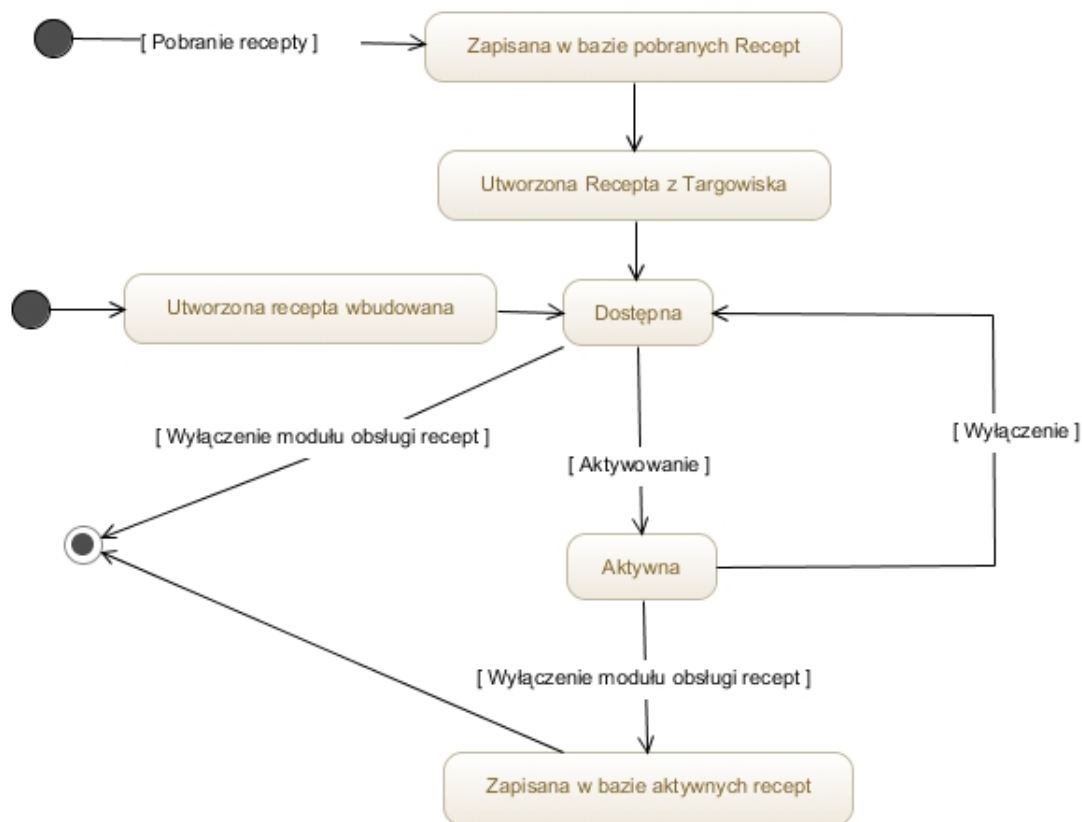 [ Pobranie recepty ]
Zapisana w bazie pobranych Recept
Utworzona Recepta z Targowiska
Utworzona recepta wbudowana
Dostępna
[ Wyłączenie modułu obsługi recept ]
[ Wyłączenie ]
[ Aktywowanie ]
Aktywna
[ Wyłączenie modułu obsługi recept ]
Zapisana w bazie aktywnych recept